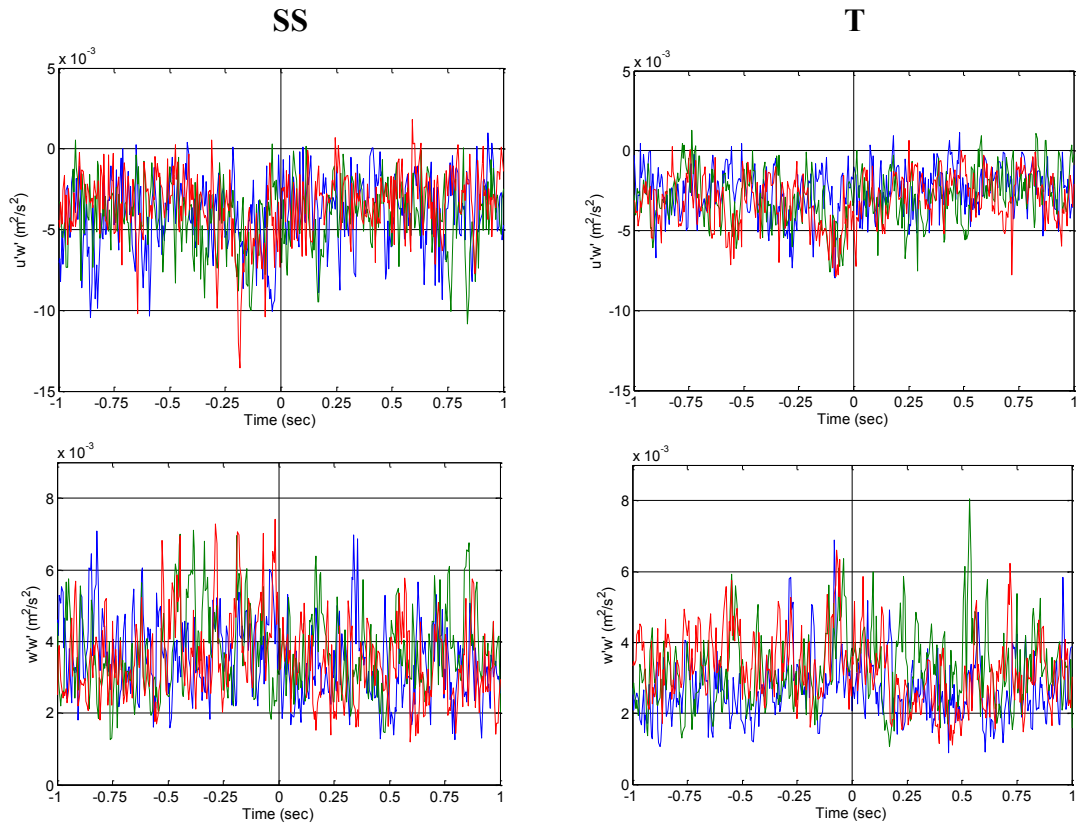 SS T
x 10⁻³ x 10⁻³
5 5
0 0
u'w' (m²/s²) u'w' (m²/s²)
-5 -5
-10 -10
-15 -15
-1 -0.75 -0.5 -0.25 0 0.25 0.5 0.75 1 -1 -0.75 -0.5 -0.25 0 0.25 0.5 0.75 1
Time (sec) Time (sec)
x 10⁻³ x 10⁻³
8 8
6 6
w'w' (m²/s²) w'w' (m²/s²)
4 4
2 2
0 0
-1 -0.75 -0.5 -0.25 0 0.25 0.5 0.75 1 -1 -0.75 -0.5 -0.25 0 0.25 0.5 0.75 1
Time (sec) Time (sec)